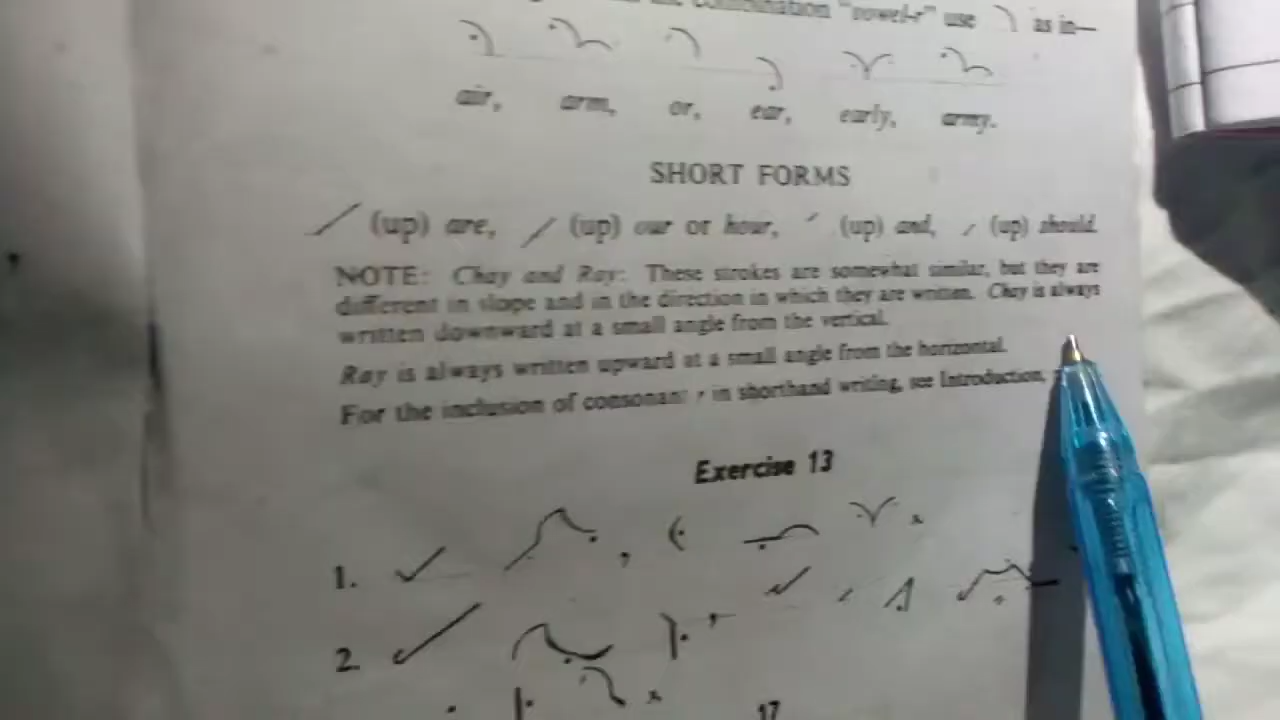 the combination "vowel-r" use as in—
air, arm, or, ear, early, army.
SHORT FORMS
(up) are, (up) our or hour, (up) and, (up) should.
NOTE: Chay and Ray: These strokes are somewhat similar, but they are
different in slope and in the direction in which they are written. Chay is always
written downward at a small angle from the vertical.
Ray is always written upward at a small angle from the horizontal.
For the inclusion of consonant r in shorthand writing, see Introduction,
Exercise 13
1.
2.
17